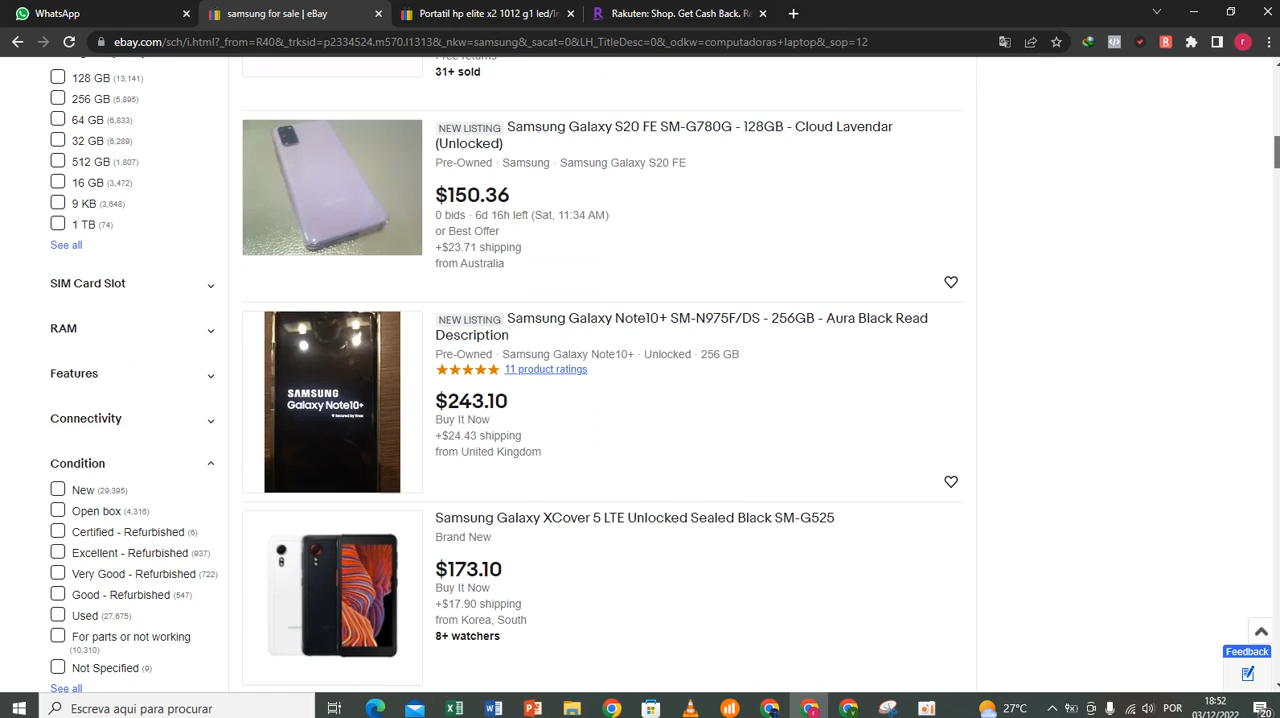 WhatsApp
samsung for sale | eBay
Portatil hp elite x2 1012 g1 led/in
Rakuten: Shop. Get Cash Back. Re
ebay.com/sch/i.html?_from=R40&_trksid=p2334524.m570.l1313&_nkw=samsung&_sacat=0&LH_TitleDesc=0&_odkw=computadoras+laptop&_sop=12
128 GB (13,141)
256 GB (5,895)
64 GB (6,833)
32 GB (6,289)
512 GB (1,807)
16 GB (3,472)
9 KB (3,648)
1 TB (74)
See all
SIM Card Slot
RAM
Features
Connectivity
Condition
New (29,395)
Open box (4,316)
Certified - Refurbished (6)
Excellent - Refurbished (937)
Very Good - Refurbished (722)
Good - Refurbished (547)
Used (27,675)
For parts or not working
(10,310)
Not Specified (9)
See all
Free returns
31+ sold
NEW LISTING Samsung Galaxy S20 FE SM-G780G - 128GB - Cloud Lavendar
(Unlocked)
Pre-Owned · Samsung · Samsung Galaxy S20 FE
$150.36
0 bids · 6d 16h left (Sat, 11:34 AM)
or Best Offer
+$23.71 shipping
from Australia
SAMSUNG
Galaxy Note10+
NEW LISTING Samsung Galaxy Note10+ SM-N975F/DS - 256GB - Aura Black Read
Description
Pre-Owned · Samsung Galaxy Note10+ · Unlocked · 256 GB
11 product ratings
$243.10
Buy It Now
+$24.43 shipping
from United Kingdom
Samsung Galaxy XCover 5 LTE Unlocked Sealed Black SM-G525
Brand New
$173.10
Buy It Now
+$17.90 shipping
from Korea, South
8+ watchers
Feedback
Escreva aqui para procurar
27°C
POR
18:52
03/12/2022
20